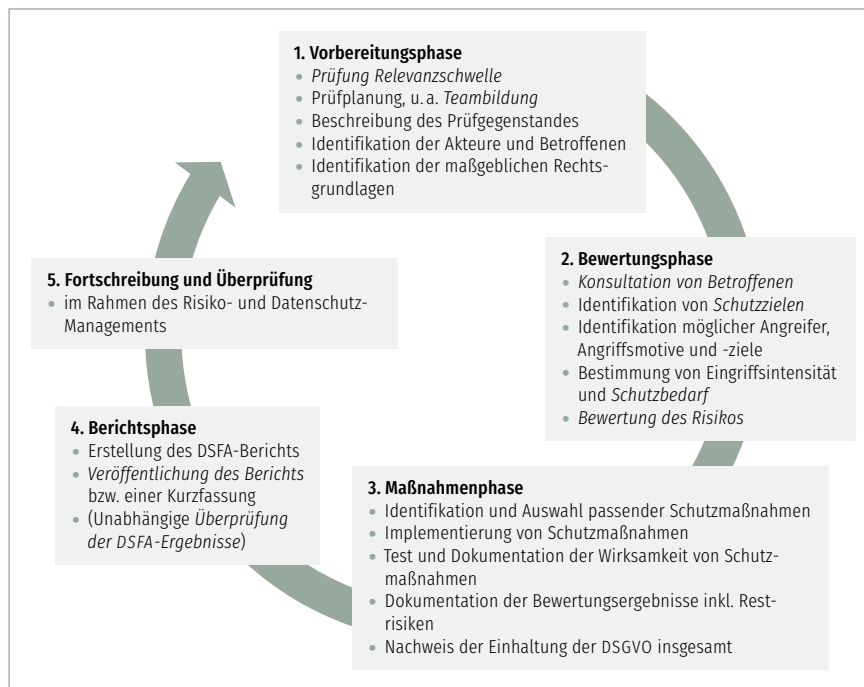 1. Vorbereitungsphase
• Prüfung Relevanzschwelle
• Prüfplanung, u. a. Teambildung
• Beschreibung des Prüfgegenstandes
• Identifikation der Akteure und Betroffenen
• Identifikation der maßgeblichen Rechts-
grundlagen
2. Bewertungsphase
• Konsultation von Betroffenen
• Identifikation von Schutzzielen
• Identifikation möglicher Angreifer,
Angriffsmotive und -ziele
• Bestimmung von Eingriffsintensität
und Schutzbedarf
• Bewertung des Risikos
3. Maßnahmenphase
• Identifikation und Auswahl passender Schutzmaßnahmen
• Implementierung von Schutzmaßnahmen
• Test und Dokumentation der Wirksamkeit von Schutz-
maßnahmen
• Dokumentation der Bewertungsergebnisse inkl. Rest-
risiken
• Nachweis der Einhaltung der DSGVO insgesamt
4. Berichtsphase
• Erstellung des DSFA-Berichts
• Veröffentlichung des Berichts
bzw. einer Kurzfassung
• (Unabhängige Überprüfung
der DSFA-Ergebnisse)
5. Fortschreibung und Überprüfung
• im Rahmen des Risiko- und Datenschutz-
Managements